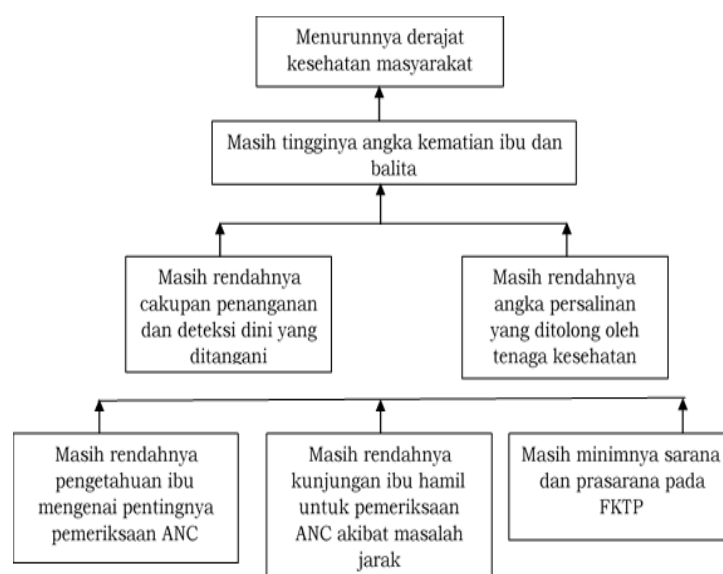 Menurunnya derajat
kesehatan masyarakat
Masih tingginya angka kematian ibu dan
balita
Masih rendahnya
cakupan penanganan
dan deteksi dini yang
ditangani
Masih rendahnya
angka persalinan
yang ditolong oleh
tenaga kesehatan
Masih rendahnya
pengetahuan ibu
mengenai pentingnya
pemeriksaan ANC
Masih rendahnya
kunjungan ibu hamil
untuk pemeriksaan
ANC akibat masalah
jarak
Masih minimnya sarana
dan prasarana pada
FKTP